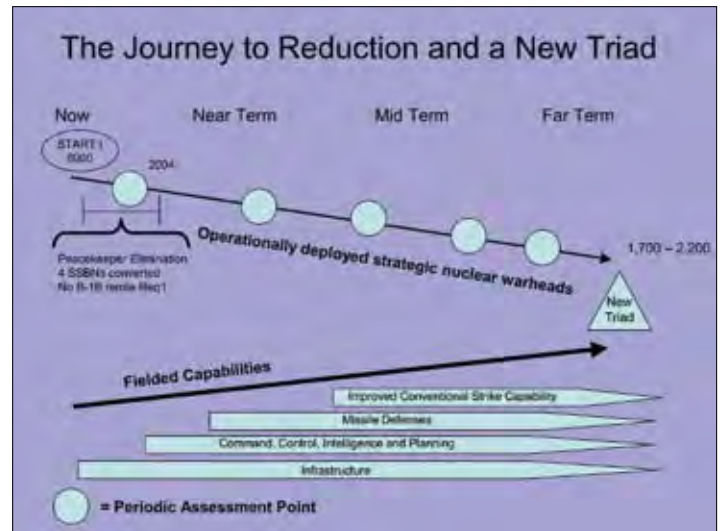 The Journey to Reduction and a New Triad
Now Near Term Mid Term Far Term
START I
6000
2004
Operationally deployed strategic nuclear warheads
1,700 – 2,200
Peacekeeper Elimination
4 SSBNs converted
No B-1B
New
Triad
Fielded Capabilities
Improved Conventional Strike Capability
Missile Defenses
Command, Control, Intelligence and Planning
Infrastructure
= Periodic Assessment Point